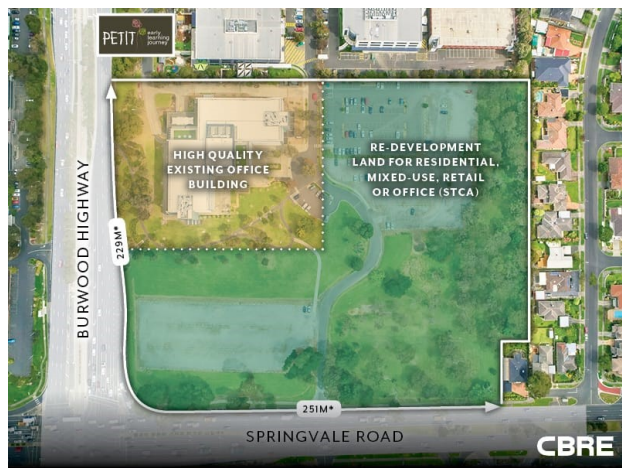 PETIT early
learning
journey
HIGH QUALITY
EXISTING OFFICE
BUILDING
RE-DEVELOPMENT
LAND FOR RESIDENTIAL,
MIXED-USE, RETAIL
OR OFFICE (STCA)
BURWOOD HIGHWAY
229M*
251M*
SPRINGVALE ROAD
CBRE